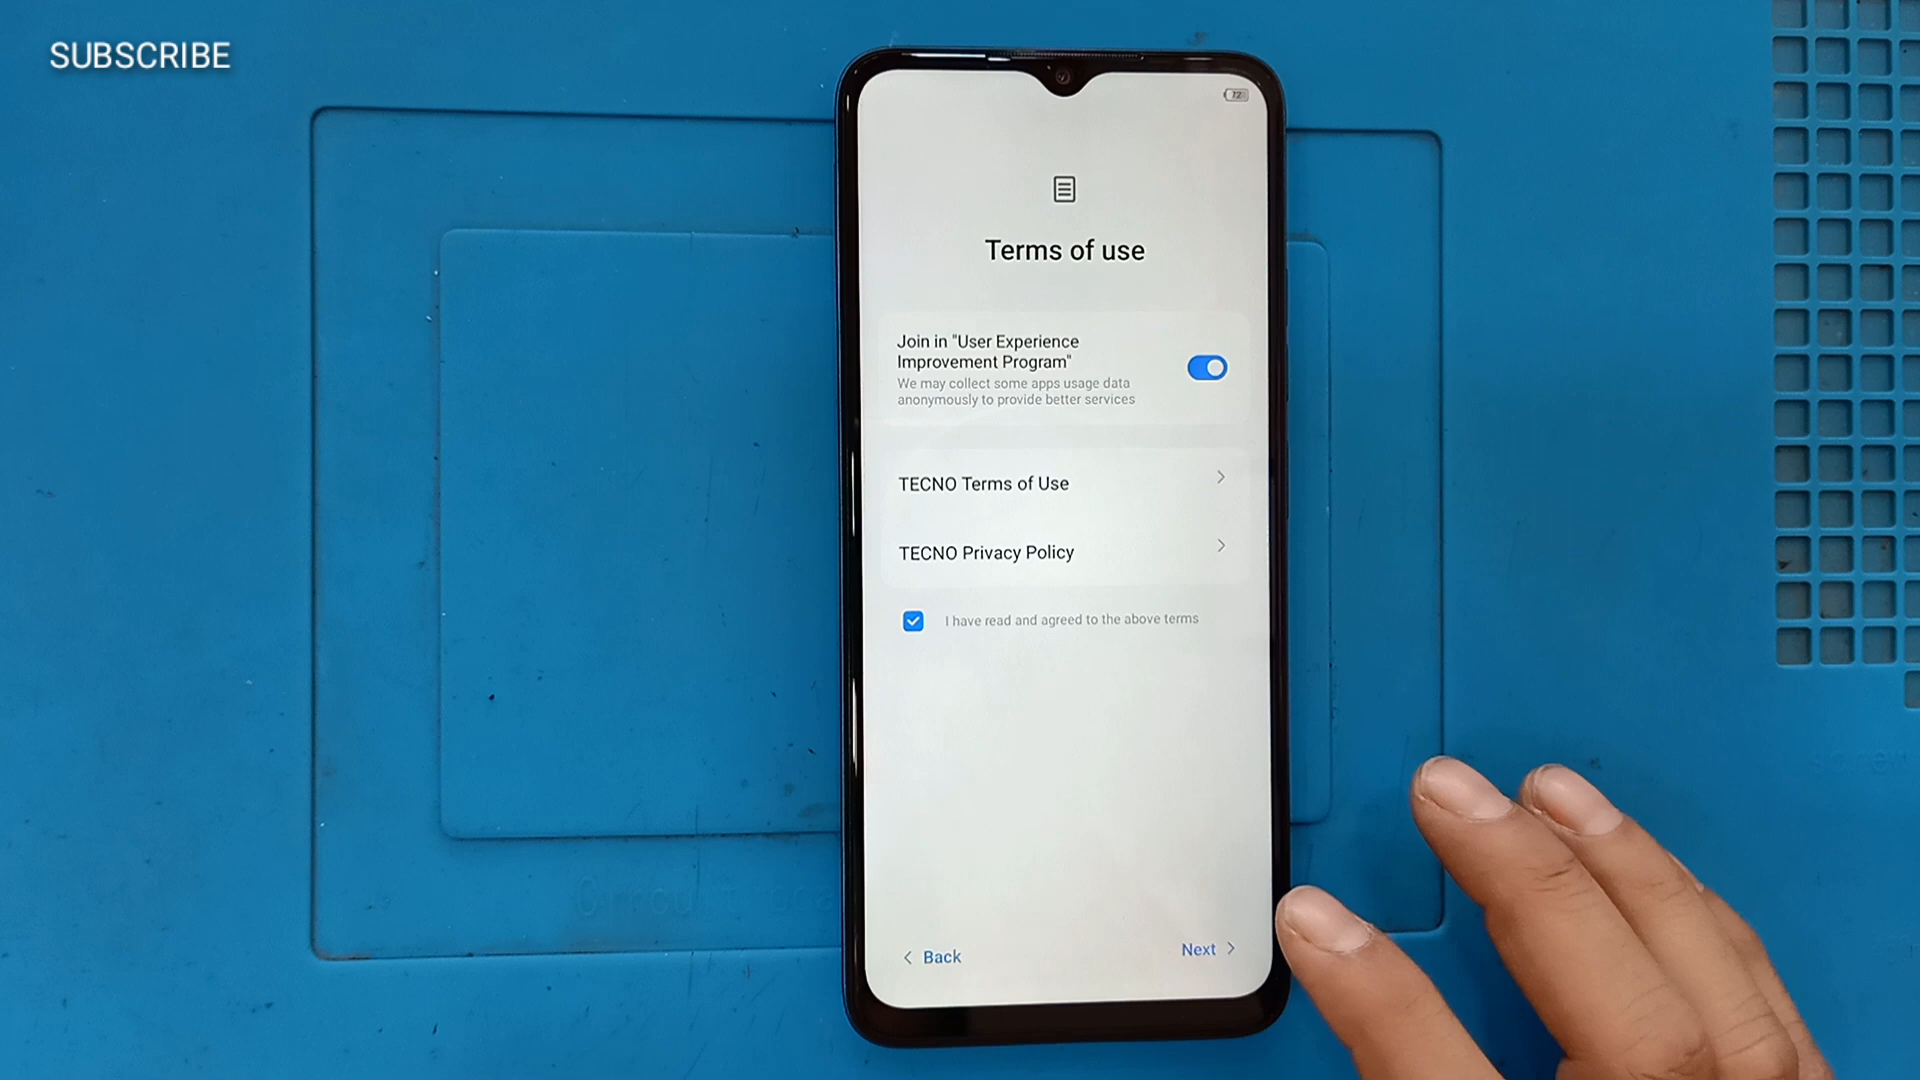 SUBSCRIBE
72
Terms of use
Join in "User Experience
Improvement Program"
We may collect some apps usage data
anonymously to provide better services
TECNO Terms of Use
TECNO Privacy Policy
I have read and agreed to the above terms
Back
Next